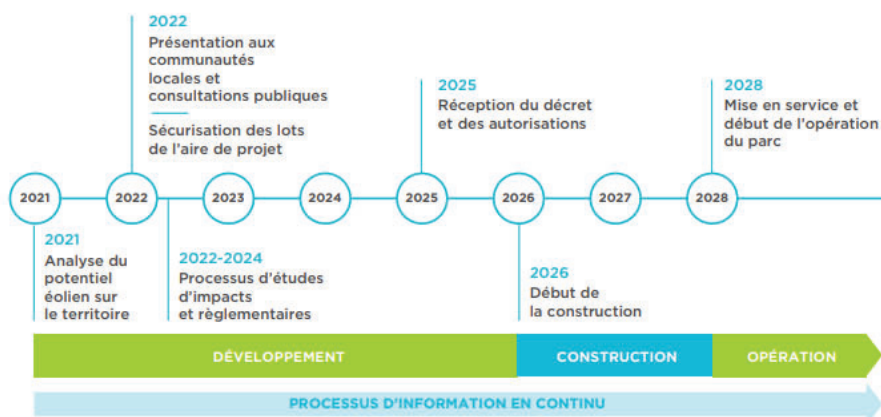 2022
Présentation aux
communautés
locales et
consultations publiques
Sécurisation des lots
de l'aire de projet
2025
Réception du décret
et des autorisations
2028
Mise en service et
début de l'opération
du parc
2021
2022
2023
2024
2025
2026
2027
2028
2021
Analyse du
potentiel
éolien sur
le territoire
2022-2024
Processus d'études
d'impacts
et règlementaires
2026
Début de
la construction
DÉVELOPPEMENT
CONSTRUCTION
OPÉRATION
PROCESSUS D'INFORMATION EN CONTINU